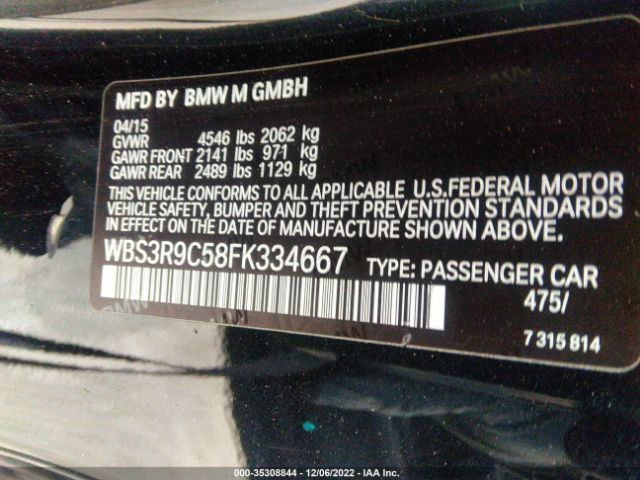 MFD BY BMW M GMBH
04/15
GVWR 4546 lbs 2062 kg
GAWR FRONT 2141 lbs 971 kg
GAWR REAR 2489 lbs 1129 kg
THIS VEHICLE CONFORMS TO ALL APPLICABLE U.S.FEDERAL MOTOR
VEHICLE SAFETY, BUMPER AND THEFT PREVENTION STANDARDS
IN EFFECT ON THE DATE OF MANUFACTURE SHOWN ABOVE.
WBS3R9C58FK334667 TYPE: PASSENGER CAR
475/
7 315 814
000-35308844 - 12/06/2022 - IAA Inc.